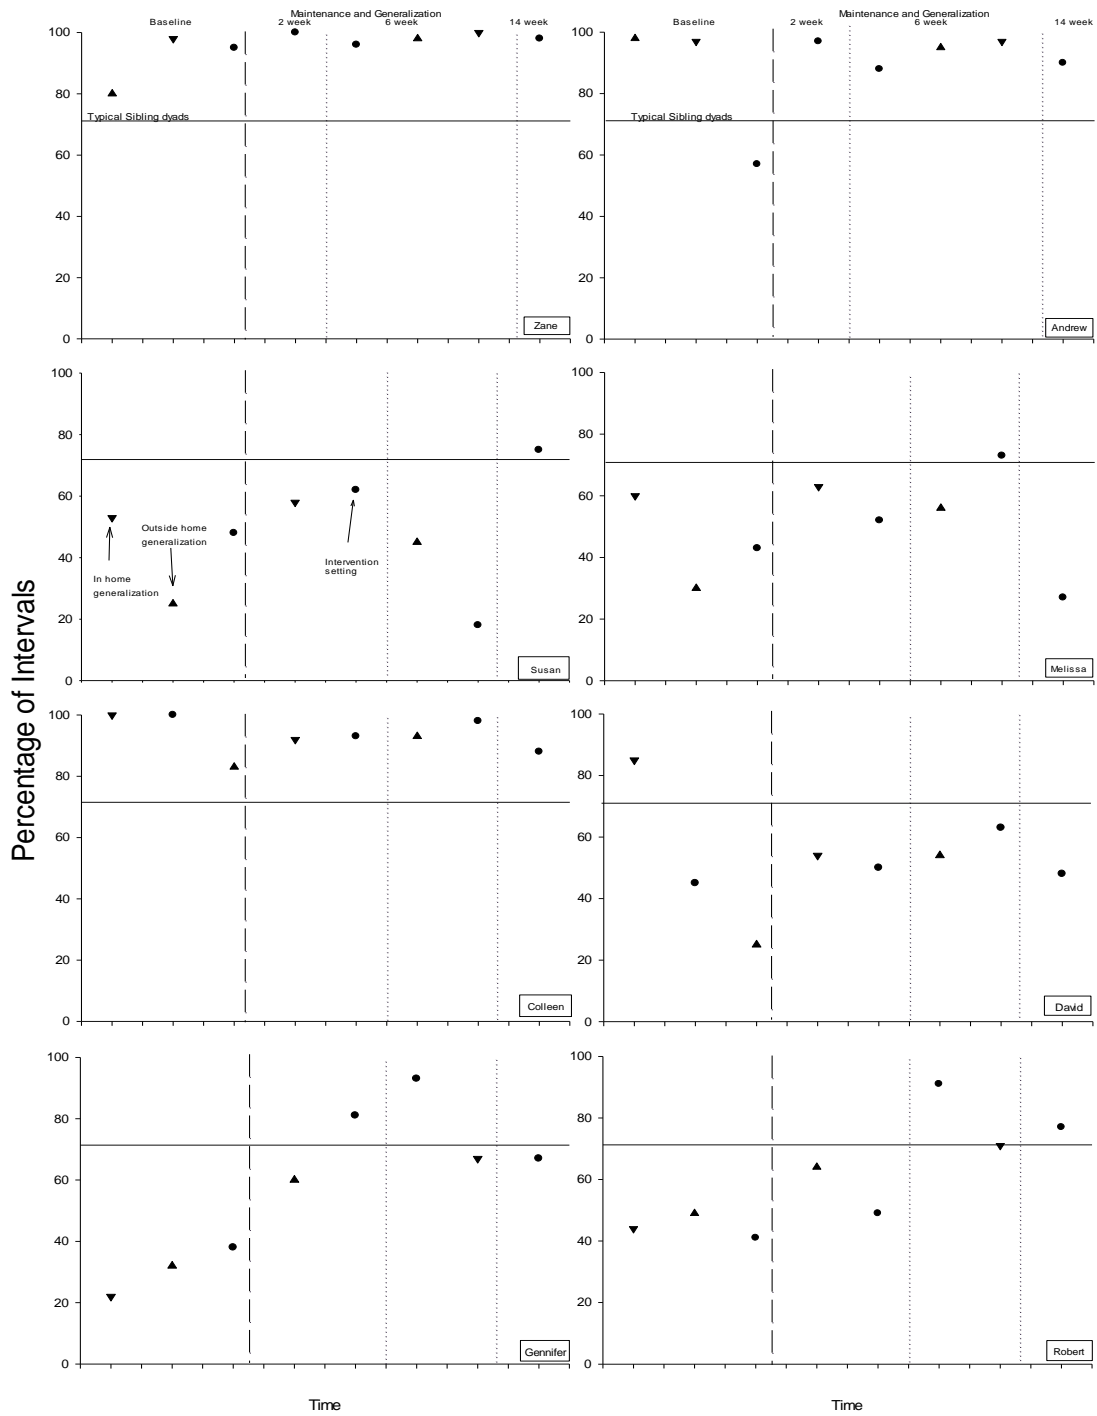 Maintenance and Generalization
Baseline 2 week 6 week 14 week
100
80
Typical Sibling dyads
60
40
20
0
Zane
Maintenance and Generalization
Baseline 2 week 6 week 14 week
100
80
Typical Sibling dyads
60
40
20
0
Andrew
Percentage of Intervals
100
80
60
40
20
0
Outside home
generalization
In home
generalization
Intervention
setting
Susan
100
80
60
40
20
0
Melissa
100
80
60
40
20
0
Colleen
100
80
60
40
20
0
David
100
80
60
40
20
0
Gennifer
Time
100
80
60
40
20
0
Robert
Time